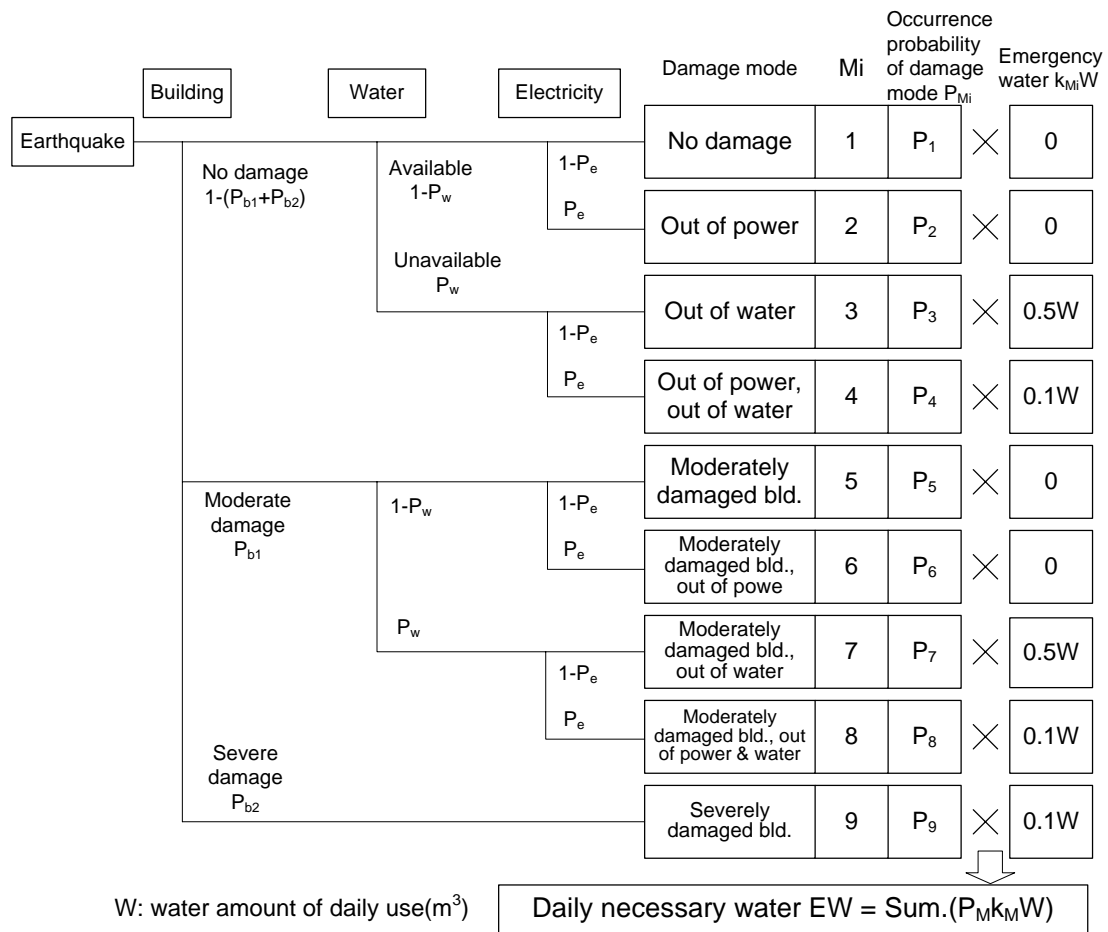 Building
Water
Electricity
Damage mode
Mi
Occurrence
probability
of damage
mode P_Mi
Emergency
water k_MiW
Earthquake
No damage
1-(P_b1+P_b2)
Available
1-P_w
1-P_e
P_e
No damage
1
P_1
×
0
Out of power
2
P_2
×
0
Unavailable
P_w
1-P_e
P_e
Out of water
3
P_3
×
0.5W
Out of power,
out of water
4
P_4
×
0.1W
Moderate
damage
P_b1
1-P_w
1-P_e
P_e
Moderately
damaged bld.
5
P_5
×
0
Moderately
damaged bld.,
out of powe
6
P_6
×
0
P_w
1-P_e
P_e
Moderately
damaged bld.,
out of water
7
P_7
×
0.5W
Moderately
damaged bld., out
of power & water
8
P_8
×
0.1W
Severe
damage
P_b2
Severely
damaged bld.
9
P_9
×
0.1W
W: water amount of daily use(m³)
Daily necessary water EW = Sum.(P_Mk_MW)